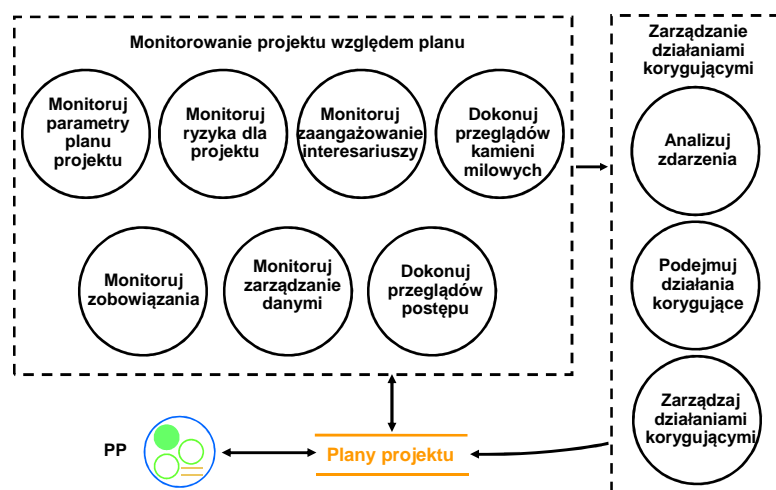 Monitorowanie projektu względem planu
Monitoruj
parametry
planu
projektu
Monitoruj
ryzyka dla
projektu
Monitoruj
zaangażowanie
interesariuszy
Dokonuj
przeglądów
kamieni
milowych
Monitoruj
zobowiązania
Monitoruj
zarządzanie
danymi
Dokonuj
przeglądów
postępu
Zarządzanie
działaniami
korygującymi
Analizuj
zdarzenia
Podejmuj
działania
korygujące
Zarządzaj
działaniami
korygującymi
PP
Plany projektu